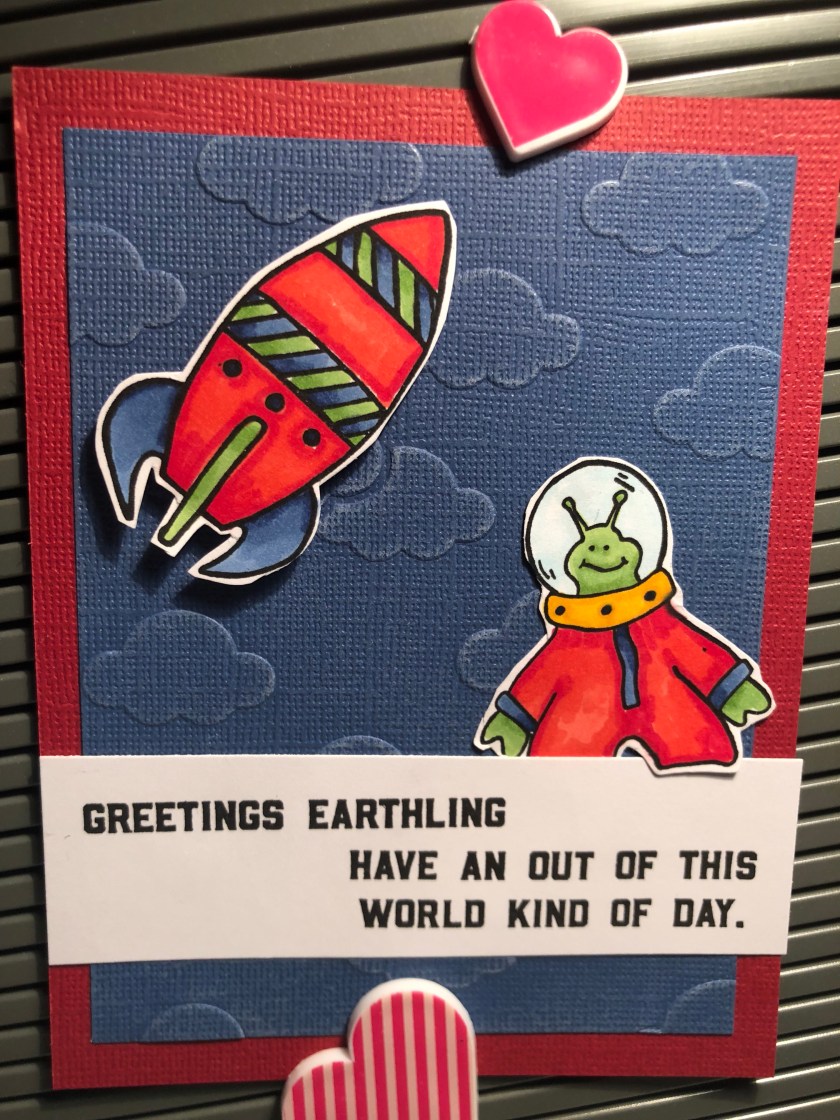 GREETINGS EARTHLING
HAVE AN OUT OF THIS
WORLD KIND OF DAY.